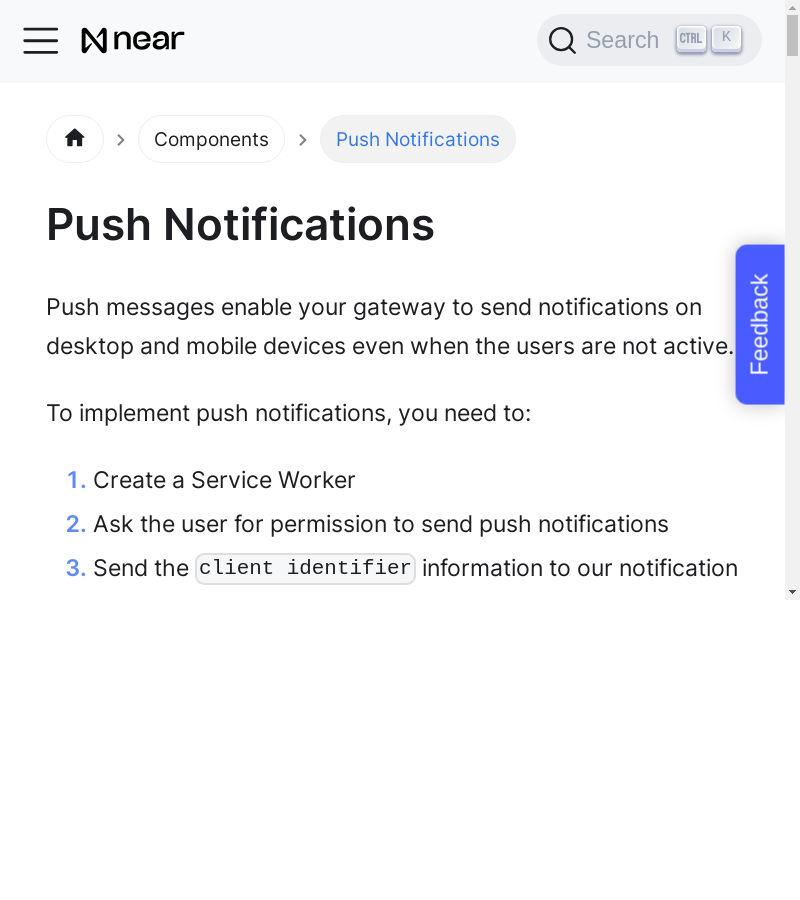 near
Search CTRL K
Components
Push Notifications
Push Notifications
Push messages enable your gateway to send notifications on
desktop and mobile devices even when the users are not active.
Feedback
To implement push notifications, you need to:
1. Create a Service Worker
2. Ask the user for permission to send push notifications
3. Send the client identifier information to our notification